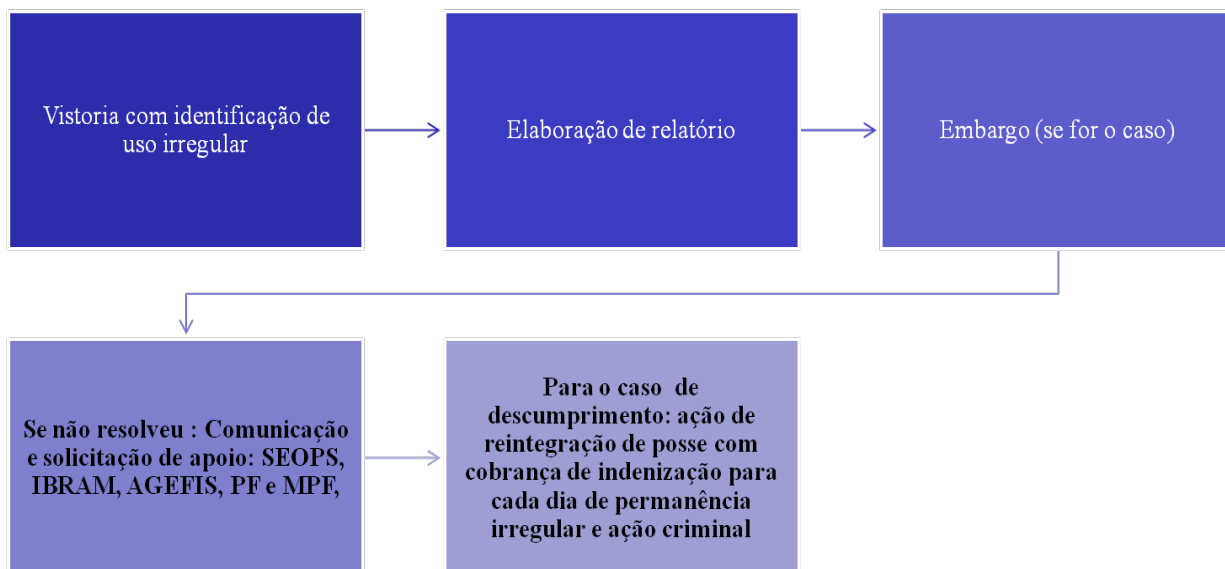 Vistoria com identificação de
uso irregular
Elaboração de relatório
Embargo (se for o caso)
Se não resolveu : Comunicação
e solicitação de apoio: SEOPS,
IBRAM, AGEFIS, PF e MPF,
Para o caso de
descumprimento: ação de
reintegração de posse com
cobrança de indenização para
cada dia de permanência
irregular e ação criminal